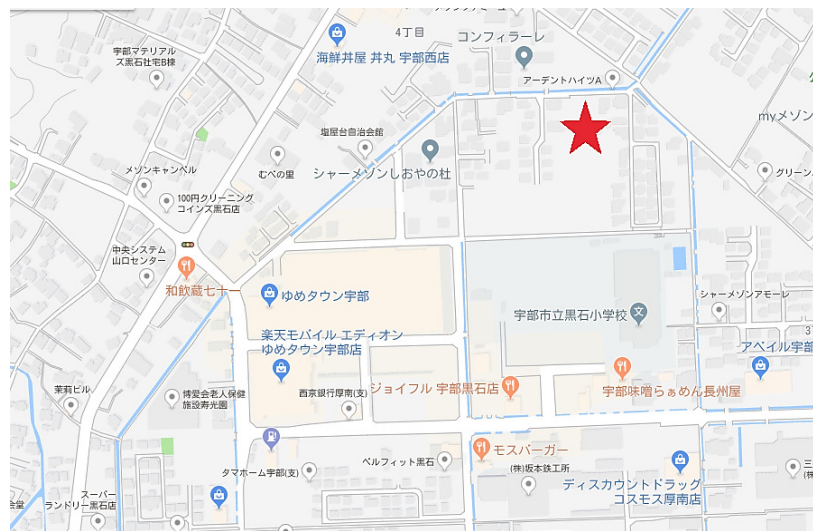 4丁目
コンフィラーレ
宇部マテリアル
ズ黒石社宅B棟
海鮮丼屋 丼丸 宇部西店
アーデントハイツA
myメゾン
塩屋台自治会館
むべの里
シャーメゾンしおやの杜
メゾンキャンベル
グリーン
100円クリーニング
コインズ黒石店
中央システム
山口センター
和飲蔵七十一
ゆめタウン宇部
宇部市立黒石小学校
文
シャーメゾンアモーレ
楽天モバイル エディオン
ゆめタウン宇部店
アベイル宇部
茉莉ビル
博愛会老人保健
施設寿光園
西京銀行厚南(支)
ジョイフル 宇部黒石店
宇部味噌らぁめん長州屋
モスバーガー
タマホーム宇部(支)
ベルフィット黒石
(株)坂本鉄工所
ディスカウントドラッグ
コスモス厚南店
スーパー
ランドリー黒石店
会堂
三
(株